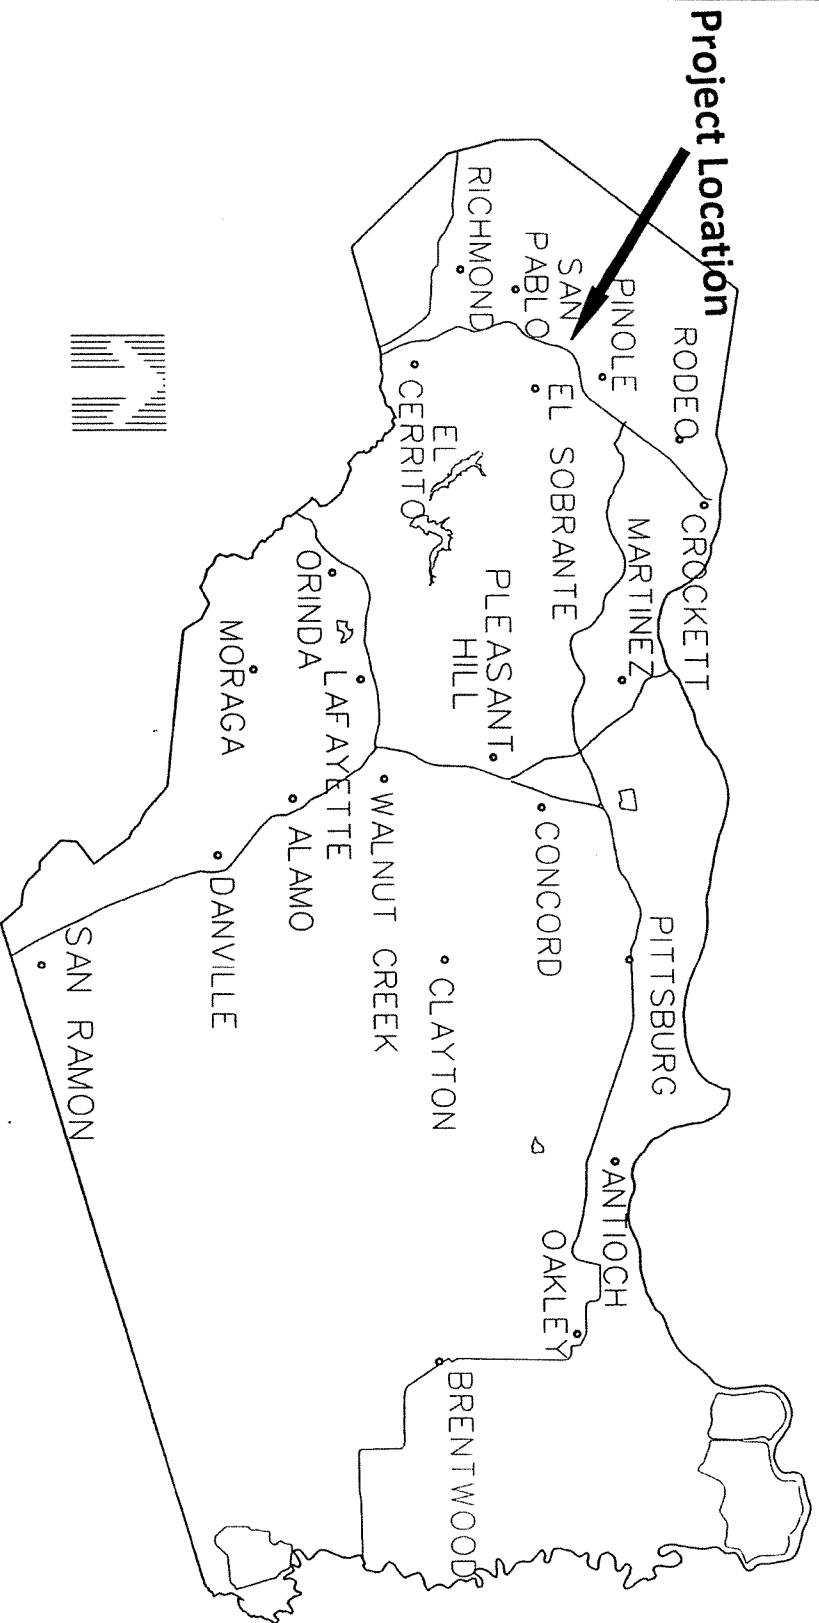 Project Location
RODEO
CROCKETT
PINOLE
MARTINEZ
SAN
PABLO
EL SOBRANTE
RICHMOND
PLEASANT
HILL
EL
CERRITO
ORINDA
LAFAYETTE
MORAGA
WALNUT CREEK
ALAMO
DANVILLE
SAN RAMON
CONCORD
CLAYTON
PITTSBURG
ANTIOCH
OAKLEY
BRENTWOOD